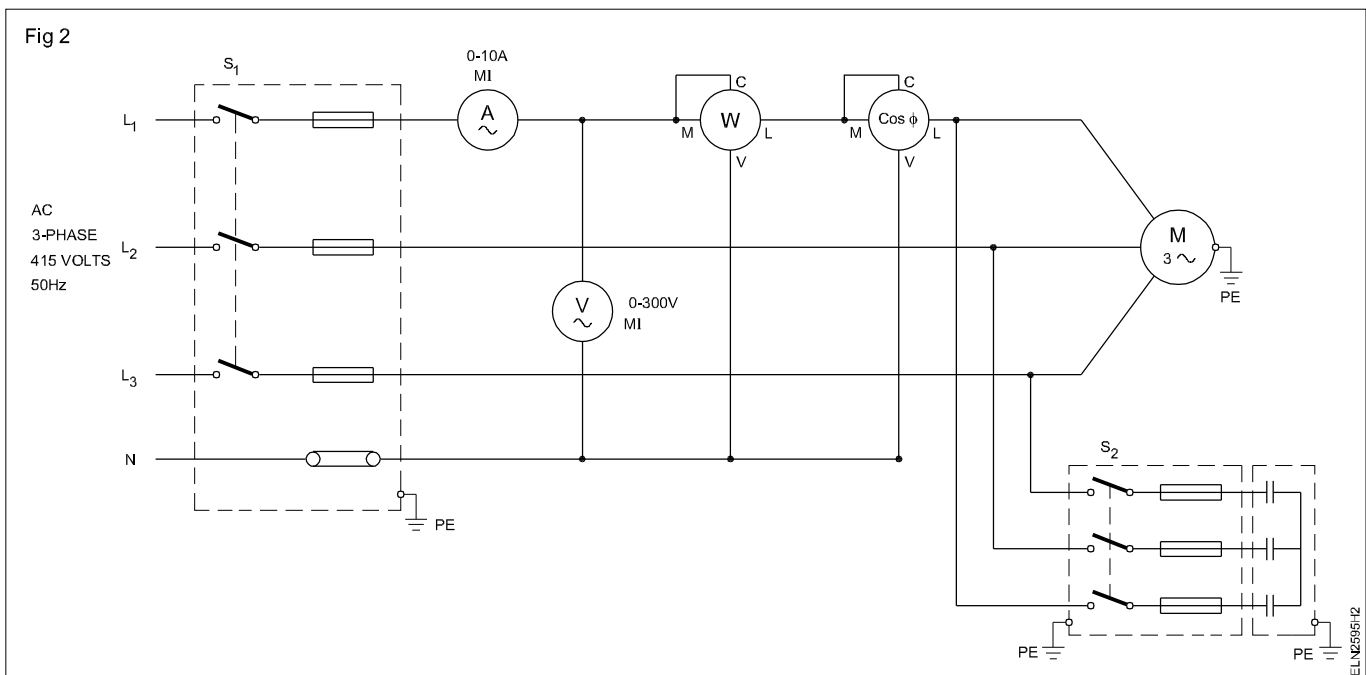 Fig 2
S1
0-10A
MI
A
C
W
M
L
V
C
Cos ϕ
M
L
V
L1
AC
3-PHASE
415 VOLTS
50Hz
L2
M
3 ~
PE
V
0-300V
MI
L3
N
PE
S2
PE
PE
ELN2595H2